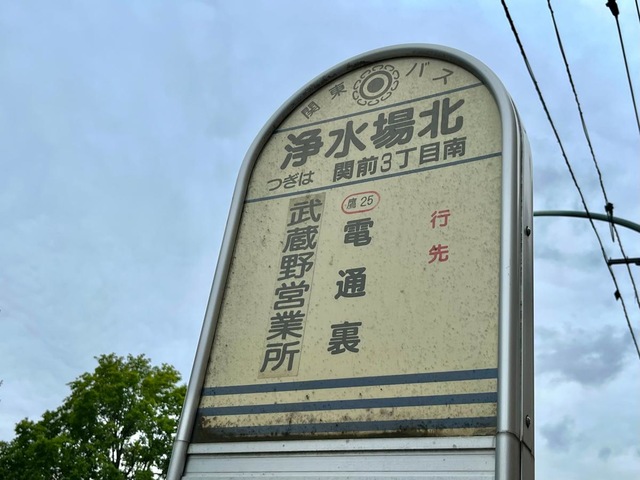 関東バス
浄水場北
つぎは 関前3丁目南
行先
鷹25
電通裏
武蔵野営業所